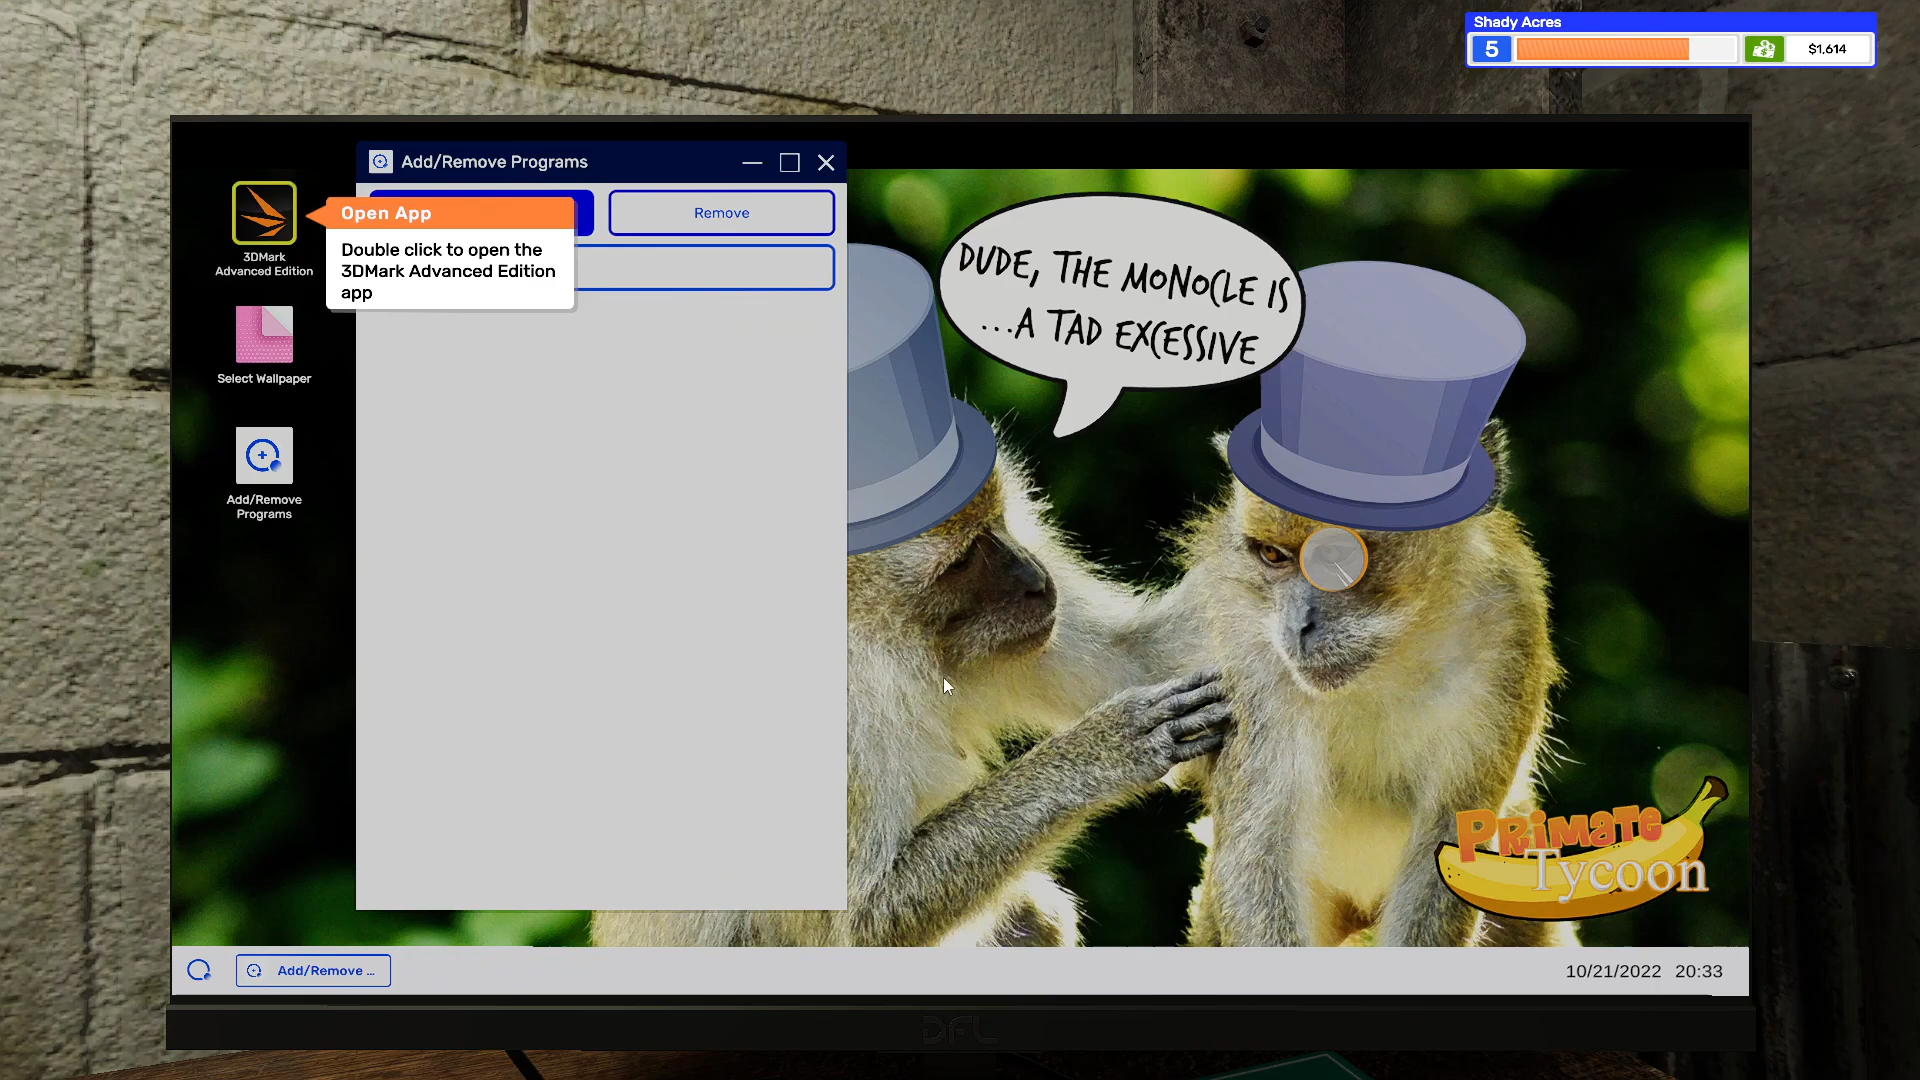 Shady Acres
5
$1,614
Add/Remove Programs
Remove
Open App
Double click to open the
3DMark Advanced Edition
app
3DMark
Advanced Edition
Select Wallpaper
Add/Remove
Programs
DUDE, THE MONOCLE IS
...A TAD EXCESSIVE
PRiMaTe
Tycoon
Add/Remove ...
10/21/2022 20:33
DFL